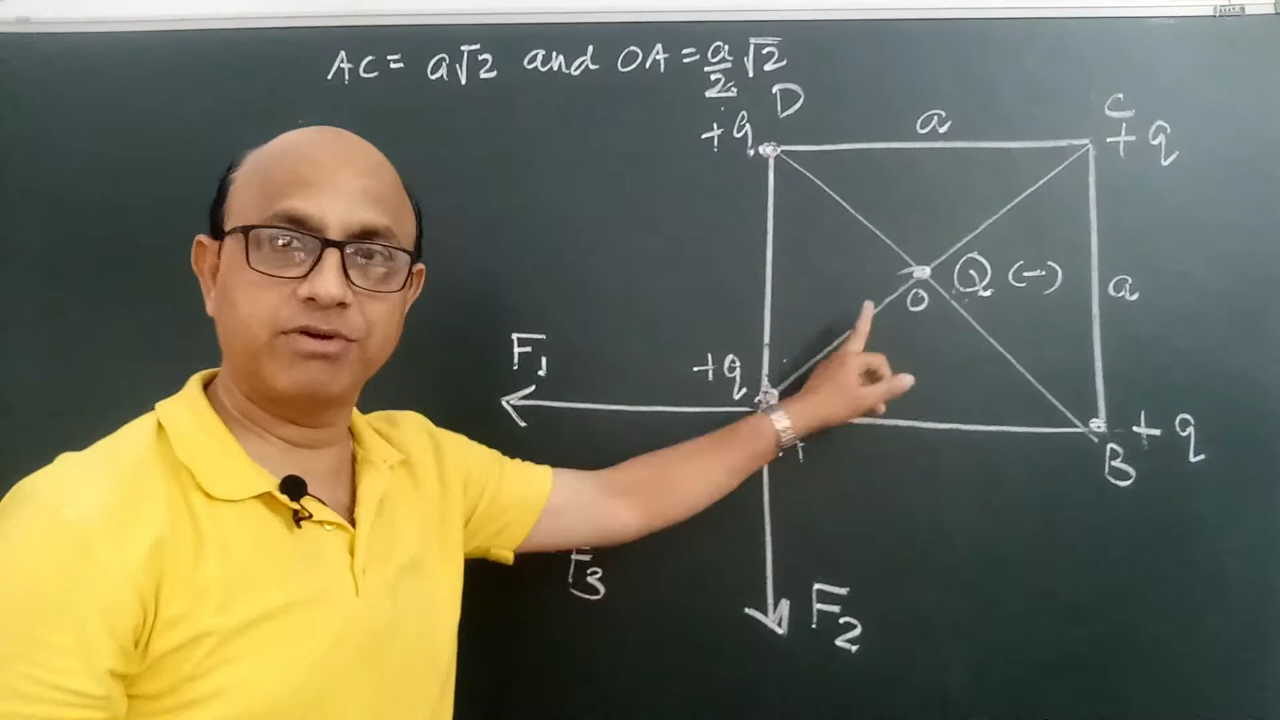 AC = a√2 and OA = a/2 √2
D
C
+q
a
+q
Q (-)
O
a
F₁
+q
+q
B
F₃
F₂